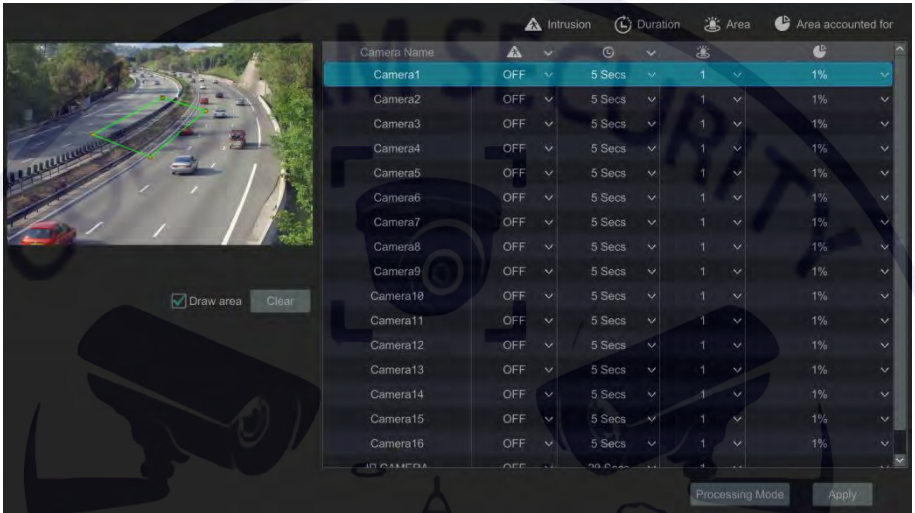 Intrusion Duration Area Area accounted for
Camera Name
Camera1 OFF 5 Secs 1 1%
Camera2 OFF 5 Secs 1 1%
Camera3 OFF 5 Secs 1 1%
Camera4 OFF 5 Secs 1 1%
Camera5 OFF 5 Secs 1 1%
Camera6 OFF 5 Secs 1 1%
Camera7 OFF 5 Secs 1 1%
Camera8 OFF 5 Secs 1 1%
Camera9 OFF 5 Secs 1 1%
Camera10 OFF 5 Secs 1 1%
Camera11 OFF 5 Secs 1 1%
Camera12 OFF 5 Secs 1 1%
Camera13 OFF 5 Secs 1 1%
Camera14 OFF 5 Secs 1 1%
Camera15 OFF 5 Secs 1 1%
Camera16 OFF 5 Secs 1 1%
Draw area Clear
Processing Mode Apply
SECURITY